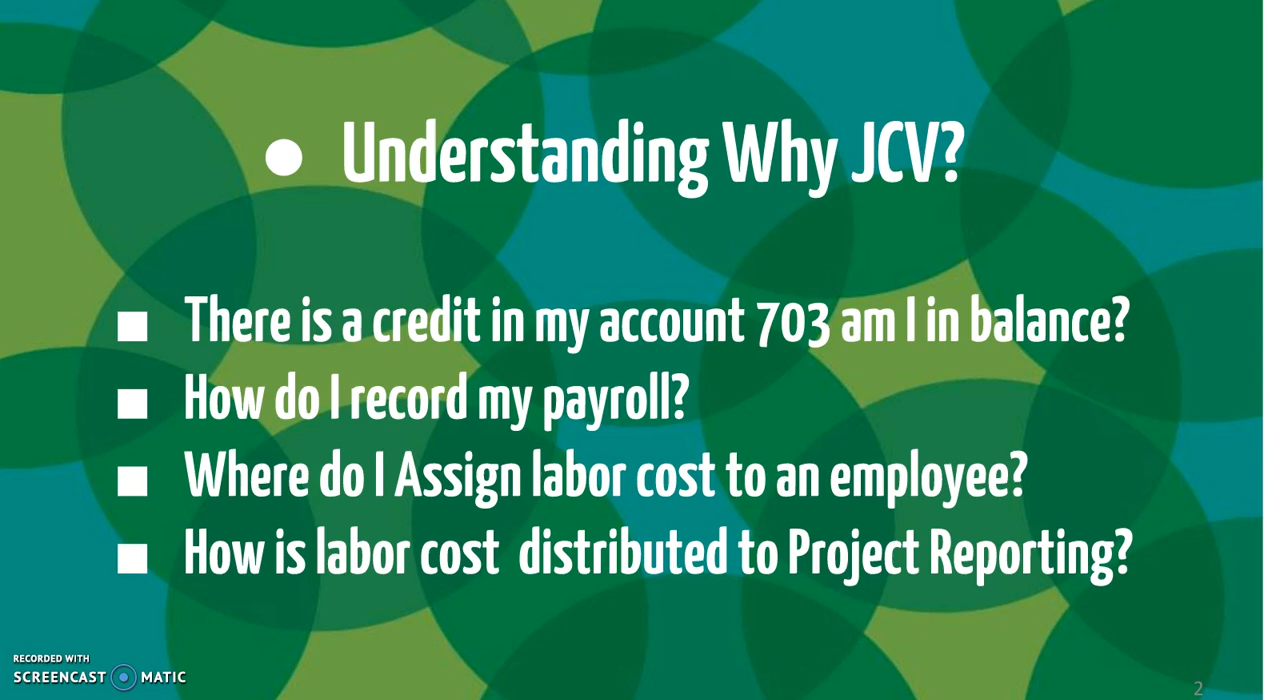 ● Understanding Why JCV?
■ There is a credit in my account 703 am I in balance?
■ How do I record my payroll?
■ Where do I Assign labor cost to an employee?
■ How is labor cost  distributed to Project Reporting?
RECORDED WITH
SCREENCAST MATIC
2